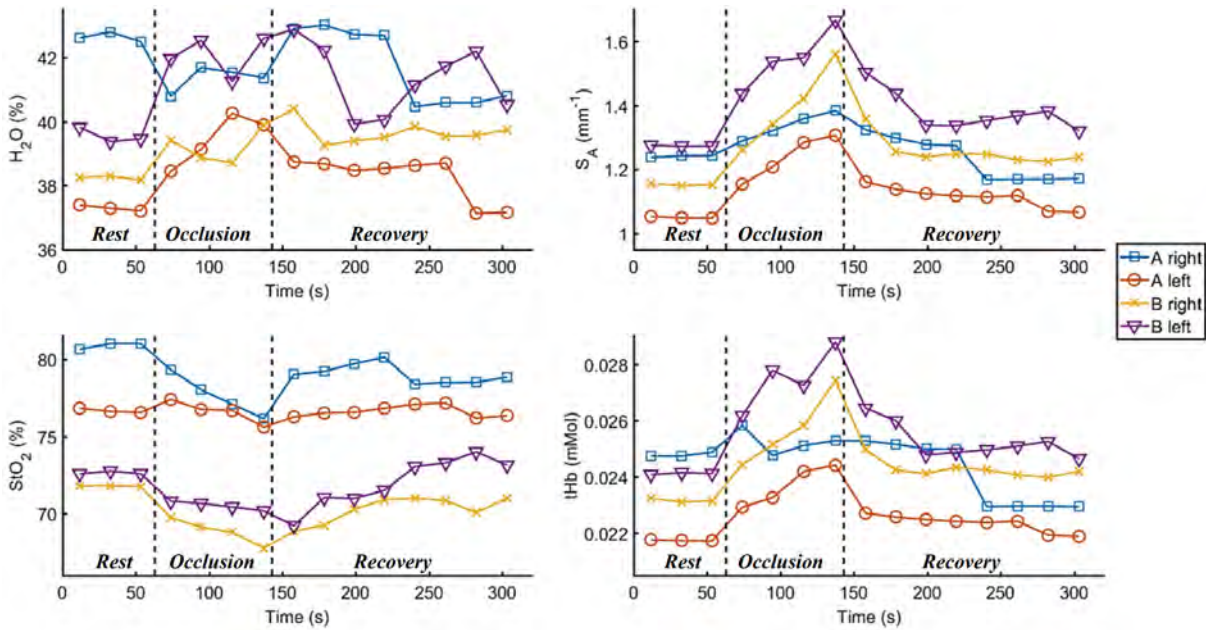 H2O (%)
42
40
38
36
Rest
Occlusion
Recovery
0
50
100
150
200
250
300
Time (s)
SA (mm-1)
1.6
1.4
1.2
1
Rest
Occlusion
Recovery
0
50
100
150
200
250
300
Time (s)
A right
A left
B right
B left
StO2 (%)
80
75
70
Rest
Occlusion
Recovery
0
50
100
150
200
250
300
Time (s)
tHb (mMol)
0.028
0.026
0.024
0.022
Rest
Occlusion
Recovery
0
50
100
150
200
250
300
Time (s)